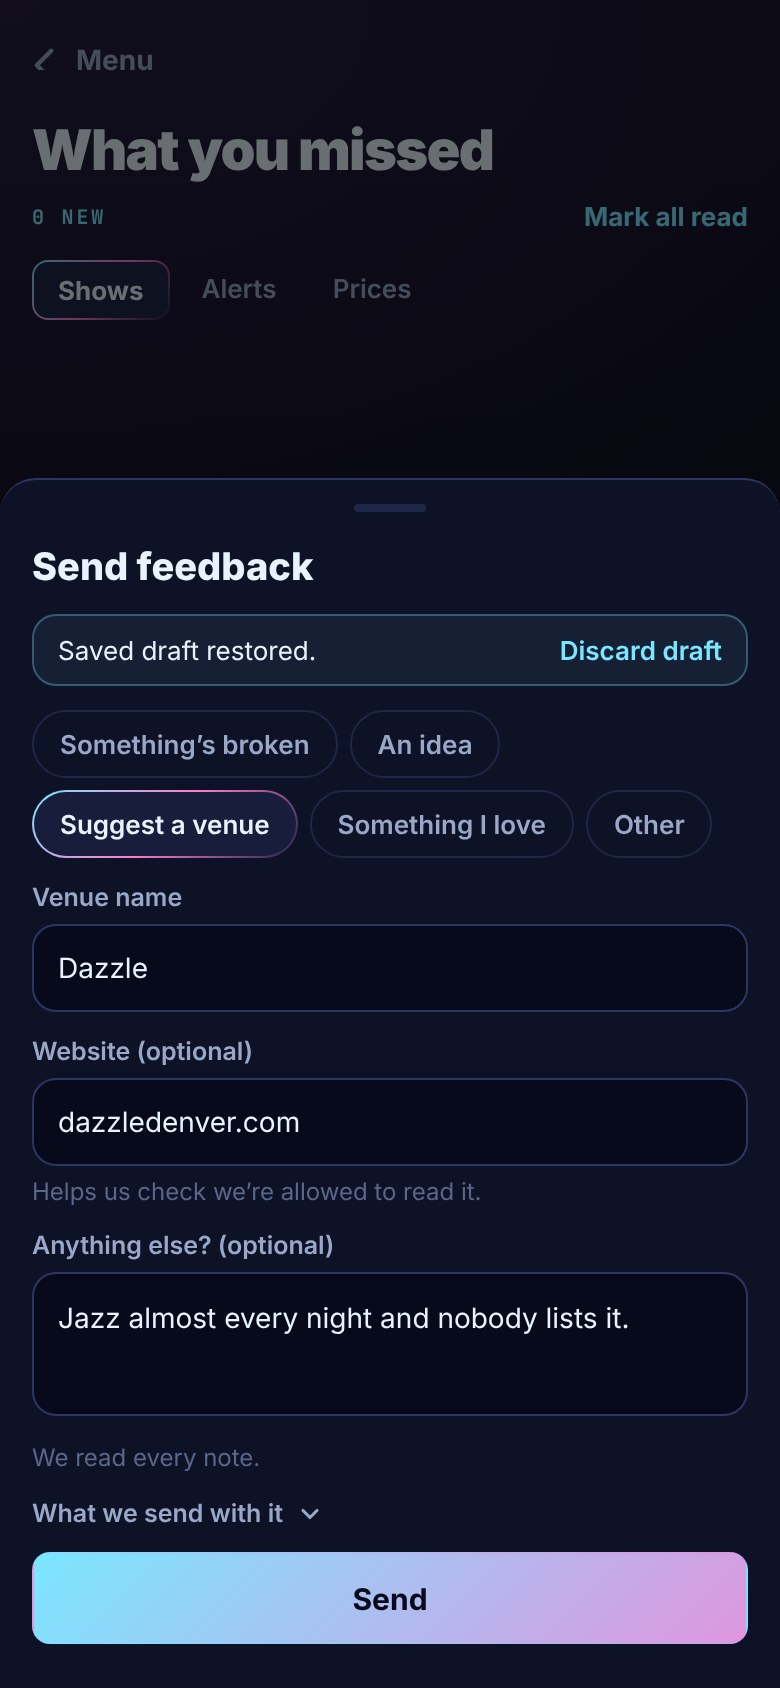 Menu
What you missed
0 NEW
Mark all read
Shows Alerts Prices
Send feedback
Saved draft restored. Discard draft
Something’s broken An idea
Suggest a venue Something I love Other
Venue name
Dazzle
Website (optional)
dazzledenver.com
Helps us check we’re allowed to read it.
Anything else? (optional)
Jazz almost every night and nobody lists it.
We read every note.
What we send with it
Send